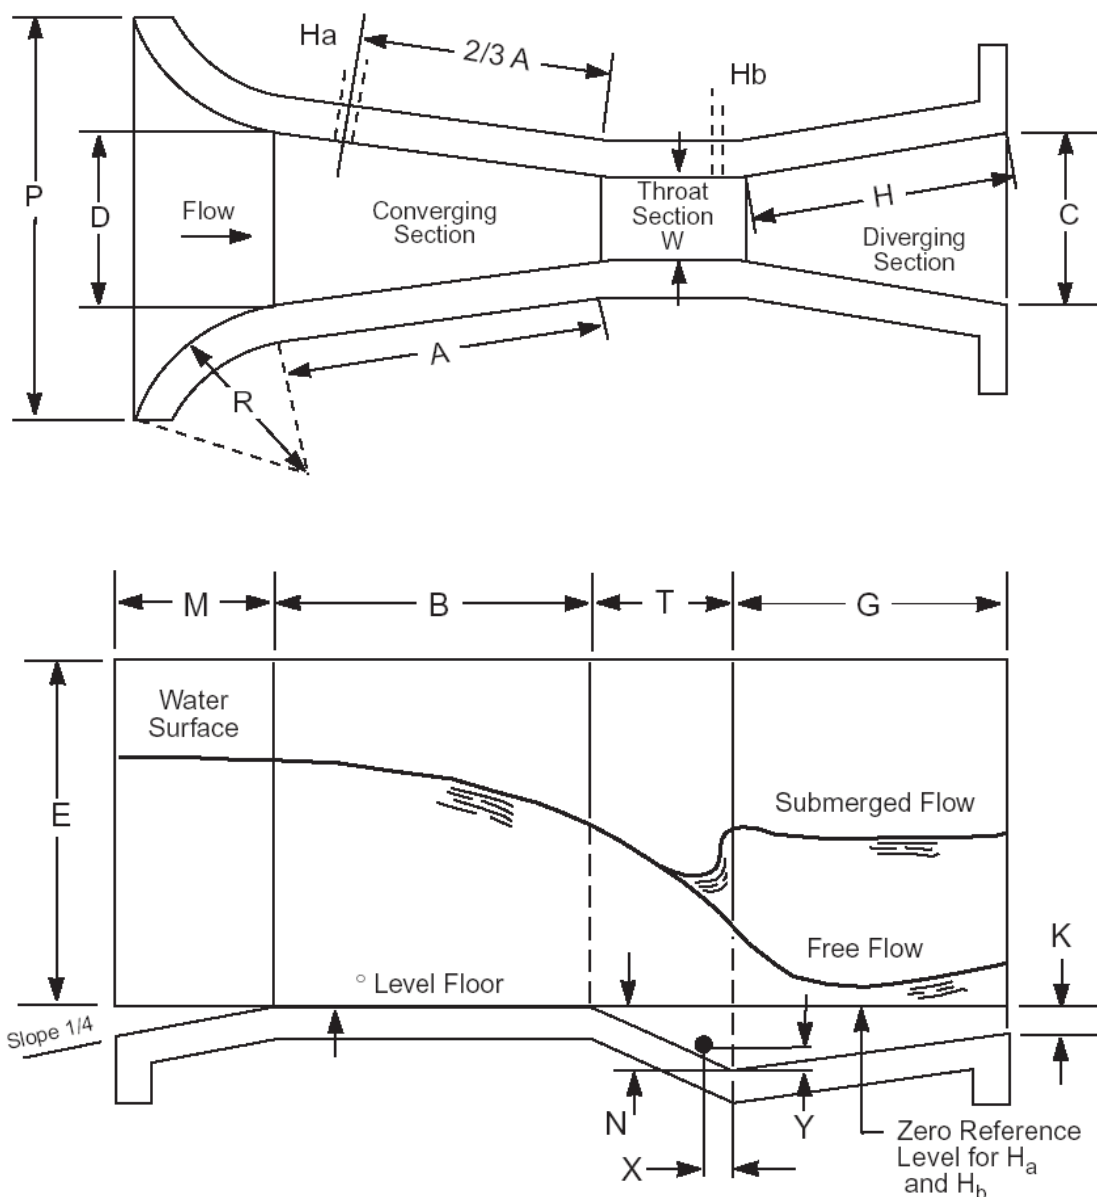 Ha
2/3 A
Hb
P
D
Flow
Converging
Section
Throat
Section
W
H
Diverging
Section
C
A
R
M
B
T
G
Water
Surface
E
Submerged Flow
Free Flow
K
° Level Floor
Slope 1/4
N
Y
X
Zero Reference
Level for Ha
and Hb